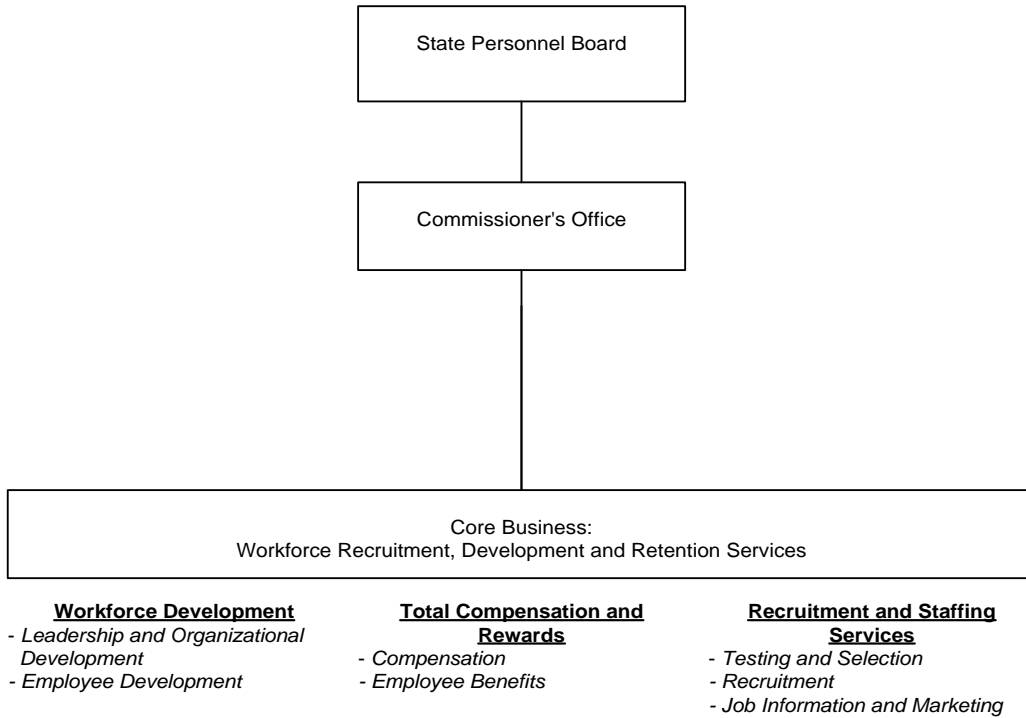 State Personnel Board
Commissioner's Office
Core Business:
Workforce Recruitment, Development and Retention Services
Workforce Development
- Leadership and Organizational
Development
- Employee Development
Total Compensation and
Rewards
- Compensation
- Employee Benefits
Recruitment and Staffing
Services
- Testing and Selection
- Recruitment
- Job Information and Marketing